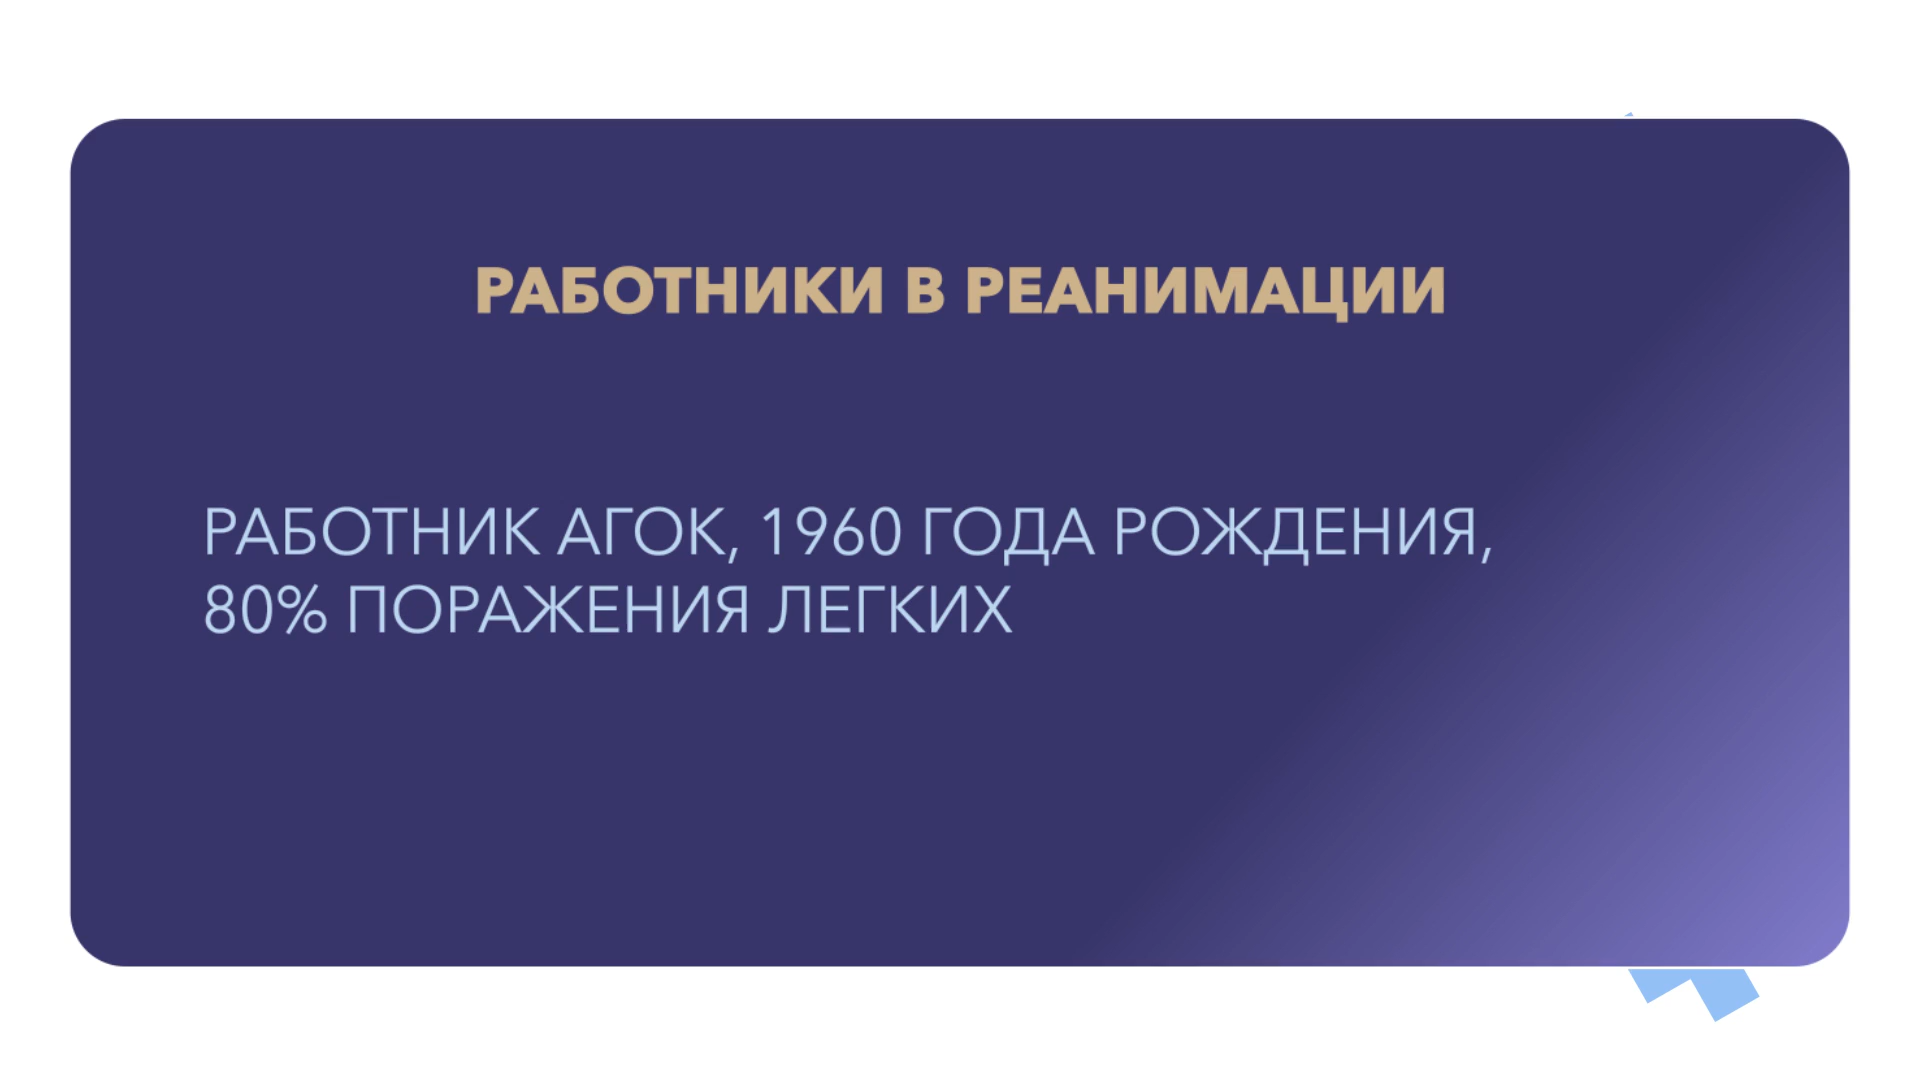 РАБОТНИКИ В РЕАНИМАЦИИ
РАБОТНИК АГОК, 1960 ГОДА РОЖДЕНИЯ,
80% ПОРАЖЕНИЯ ЛЕГКИХ